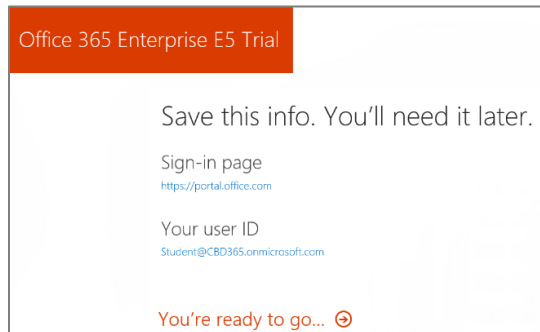 Office 365 Enterprise E5 Trial
Save this info. You'll need it later.
Sign-in page
https://portal.office.com
Your user ID
Student@CBD365.onmicrosoft.com
You're ready to go...